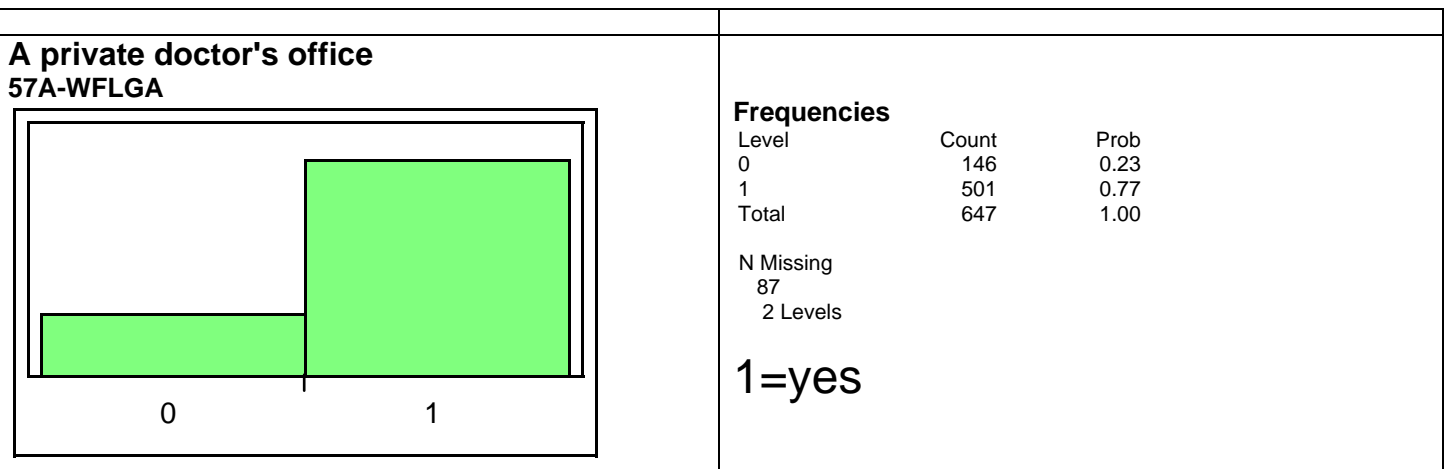 A private doctor's office
57A-WFLGA
0 1
Frequencies
Level Count Prob
0 146 0.23
1 501 0.77
Total 647 1.00
N Missing
87
2 Levels
1=yes